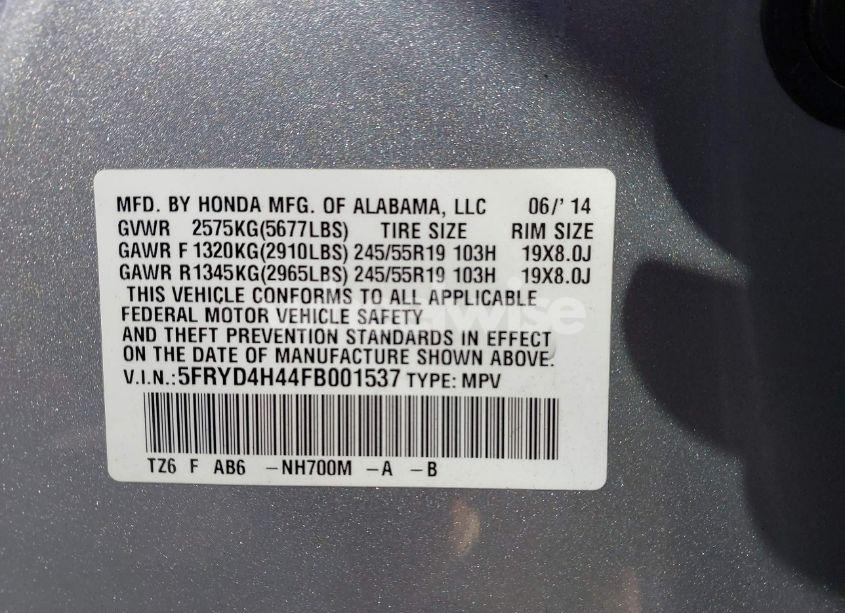 MFD. BY HONDA MFG. OF ALABAMA, LLC 06/' 14
GVWR 2575KG(5677LBS) TIRE SIZE RIM SIZE
GAWR F 1320KG(2910LBS) 245/55R19 103H 19X8.0J
GAWR R1345KG(2965LBS) 245/55R19 103H 19X8.0J
THIS VEHICLE CONFORMS TO ALL APPLICABLE
FEDERAL MOTOR VEHICLE SAFETY
AND THEFT PREVENTION STANDARDS IN EFFECT
ON THE DATE OF MANUFACTURE SHOWN ABOVE.
V.I.N.:5FRYD4H44FB001537 TYPE: MPV
TZ6 F AB6 –NH700M –A –B